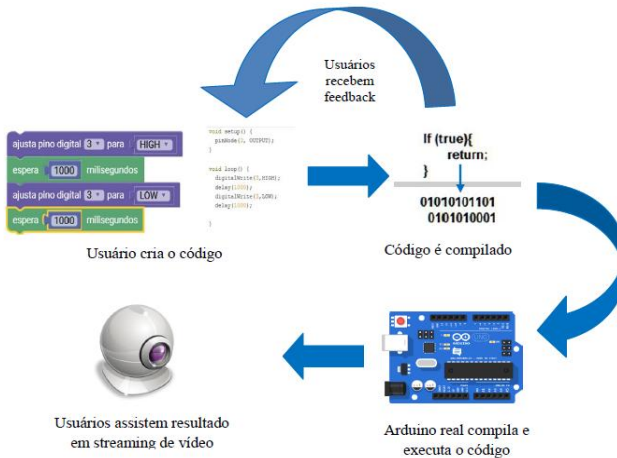 Usuários
recebem
feedback
ajusta pino digital 3 para HIGH
espera 1000 milisegundos
ajusta pino digital 3 para LOW
espera 1000 milisegundos
void setup() {
pinMode(3, OUTPUT);
}
void loop() {
digitalWrite(3,HIGH);
delay(1000);
digitalWrite(3,LOW);
delay(1000);
}
If (true){
return;
}
01010101101
0101010001
Usuário cria o código
Código é compilado
Usuários assistem resultado
em streaming de vídeo
Arduino real compila e
executa o código